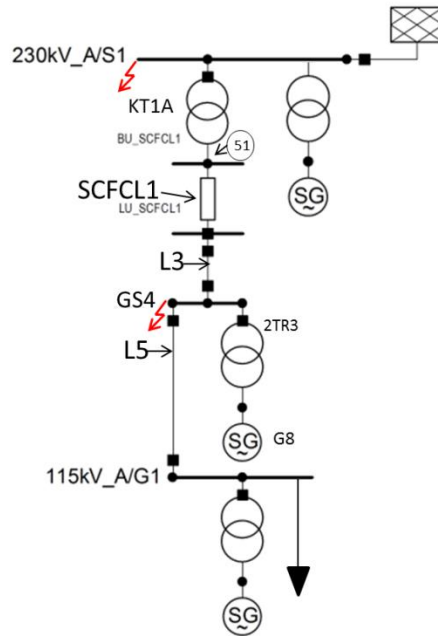 230kV_A/S1
KT1A
BU_SCFCL1
51
SG
~
SCFCL1
LU_SCFCL1
L3
GS4
2TR3
L5
SG
~
G8
115kV_A/G1
SG
~